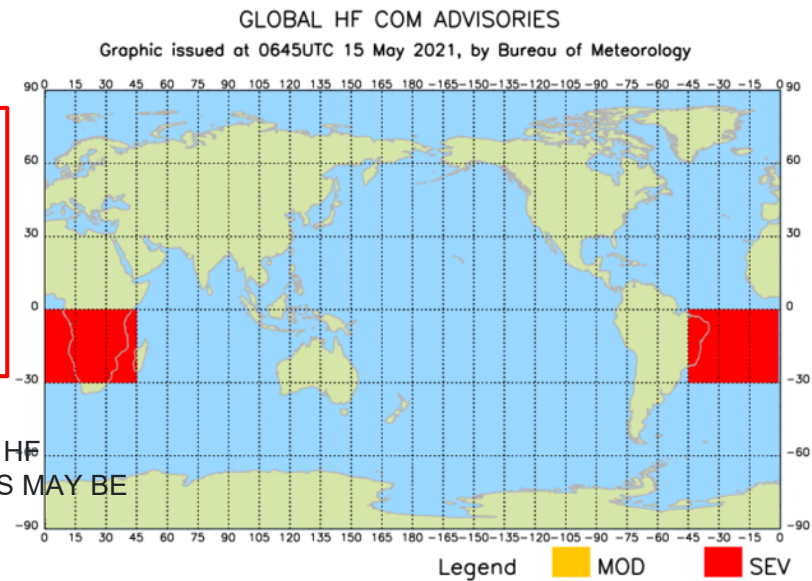 GLOBAL HF COM ADVISORIES
Graphic issued at 0645UTC 15 May 2021, by Bureau of Meteorology
90 0 15 30 45 60 75 90 105 120 135 150 165 180 -165 -150 -135 -120 -105 -90 -75 -60 -45 -30 -15 0 90
60 60
30 30
0 0
-30 -30
HF -60 -60
S MAY BE
-90 -90
0 15 30 45 60 75 90 105 120 135 150 165 180 -165 -150 -135 -120 -105 -90 -75 -60 -45 -30 -15 0
Legend MOD SEV